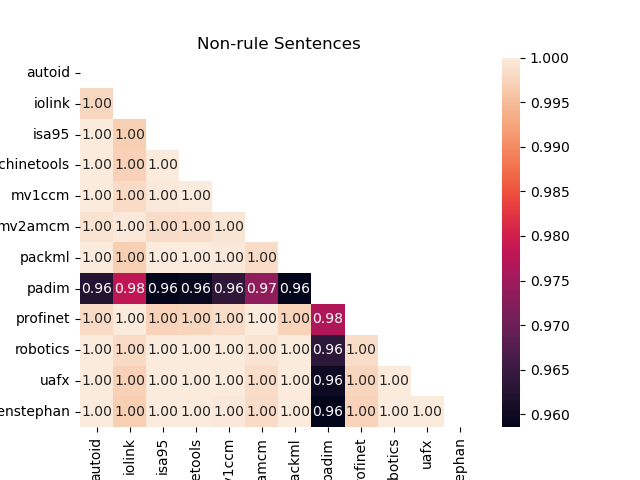 Non-rule Sentences
autoid
iolink 1.00
isa95 1.00 1.00
chinetools 1.00 1.00 1.00
mv1ccm 1.00 1.00 1.00 1.00
mv2amcm 1.00 1.00 1.00 1.00 1.00
packml 1.00 1.00 1.00 1.00 1.00 1.00
padim 0.96 0.98 0.96 0.96 0.96 0.97 0.96
profinet 1.00 1.00 1.00 1.00 1.00 1.00 1.00 0.98
robotics 1.00 1.00 1.00 1.00 1.00 1.00 1.00 0.96 1.00
uafx 1.00 1.00 1.00 1.00 1.00 1.00 1.00 0.96 1.00 1.00
enstephan 1.00 1.00 1.00 1.00 1.00 1.00 1.00 0.96 1.00 1.00 1.00
autoid
iolink
isa95
etools
v1ccm
amcm
ackml
padim
ofinet
botics
uafx
ephan
1.000
0.995
0.990
0.985
0.980
0.975
0.970
0.965
0.960